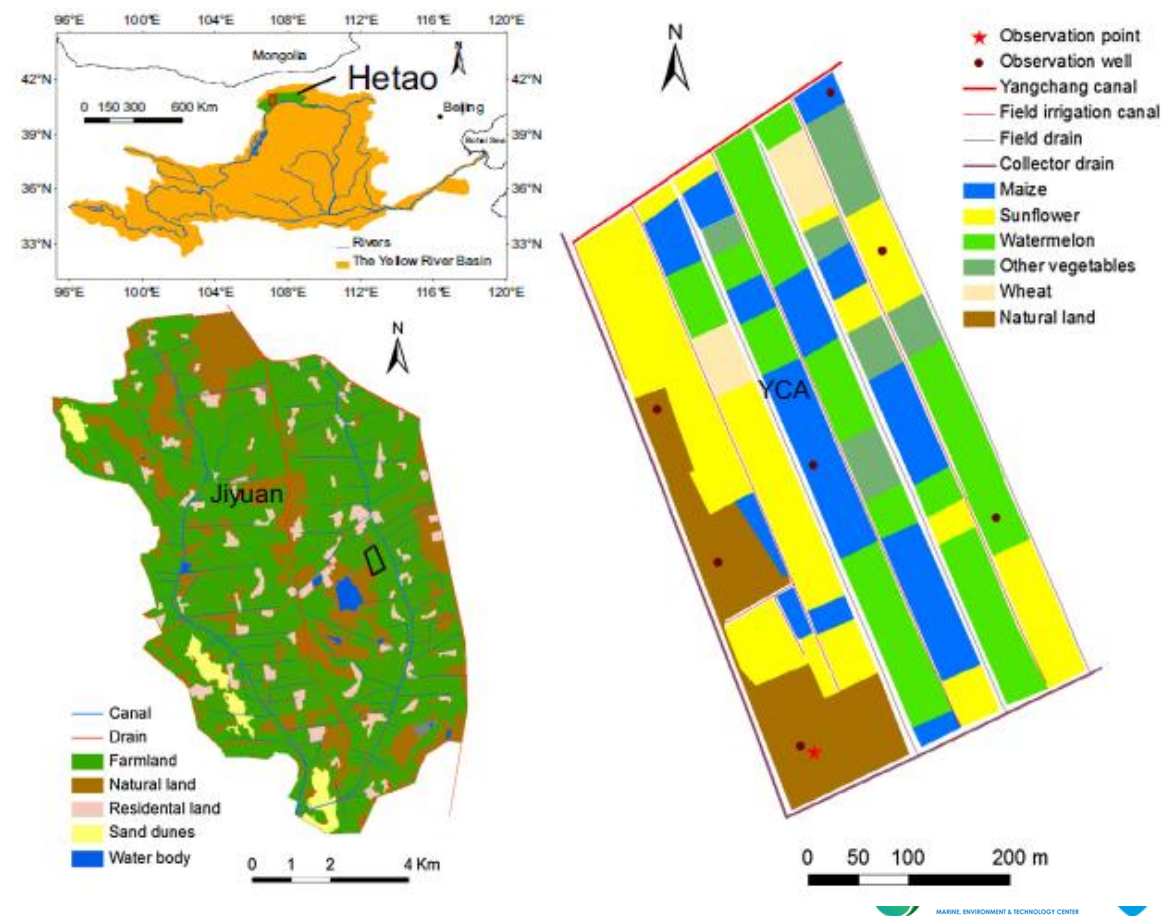 96°E 100°E 104°E 108°E 112°E 116°E 120°E
Mongolia
N
42°N
Hetao
42°N
0 150 300 600 Km
Beijing
39°N
39°N
Bohai Sea
36°N
36°N
33°N
33°N
Rivers
The Yellow River Basin
96°E 100°E 104°E 108°E 112°E 116°E 120°E
N
Jiyuan
Canal
Drain
Farmland
Natural land
Residental land
Sand dunes
Water body
0 1 2 4 Km
N
YCA
Observation point
Observation well
Yangchang canal
Field irrigation canal
Field drain
Collector drain
Maize
Sunflower
Watermelon
Other vegetables
Wheat
Natural land
0 50 100 200 m
MARINE, ENVIRONMENT & TECHNOLOGY CENTER